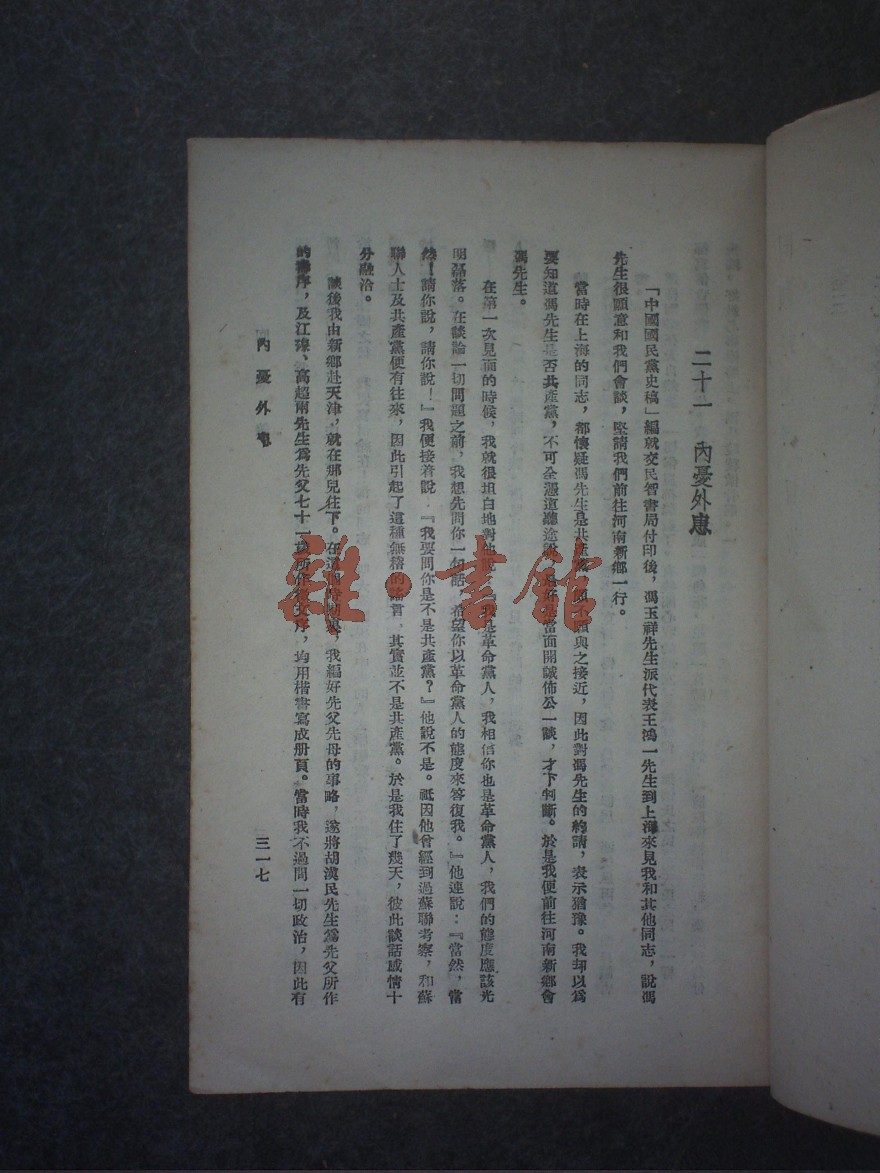 二十一 內憂外患
「中國國民黨史稿」編就交民智書局付印後，馮玉祥先生派代表王鴻一先生到上海來見我和其他同志，說馮
先生很願意和我們會談，堅請我們前往河南新鄉一行。
當時在上海的同志，都懷疑馮先生是共產黨，頗不願與之接近，因此對馮先生的約請，表示猶豫。我却以爲
要知道馮先生是否共產黨，不可全憑道聽途說，最好是當面開誠佈公一談，才下判斷。於是我便前往河南新鄉會
馮先生。
在第一次見面的時候，我就很坦白地對他說：『我是革命黨人，我相信你也是革命黨人，我們的態度應該光
明磊落。在談論一切問題之前，我想先問你一句話，希望你以革命黨人的態度來答復我。』他連說：『當然，當
然！請你說，請你說！』我便接着說：『我要問你是不是共產黨？』他說不是。祗因他曾經到過蘇聯考察，和蘇
聯人士及共產黨便有往來，因此引起了這種無稽的謠言，其實並不是共產黨。於是我住了幾天，彼此談話感情十
分融洽。
談後我由新鄉赴天津，就在那兒住下。在這個時期裏，我編好先父先母的事略，遂將胡漢民先生爲先父所作
的壽序，及江瑔、高超兩先生爲先父七十一歲所作徵文序，均用楷書寫成册頁。當時我不過問一切政治，因此有
內憂外患
三一七
雜·書館